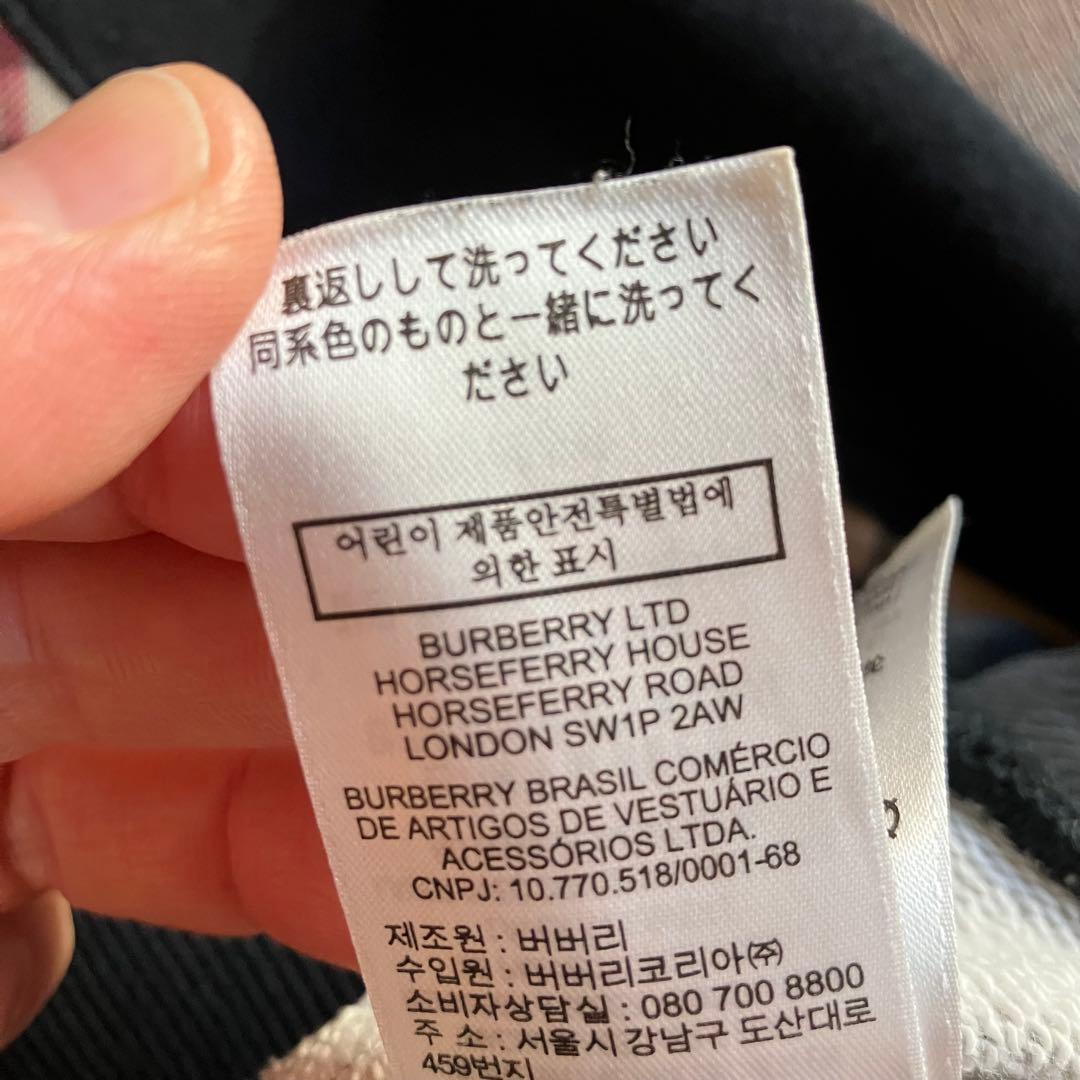 裏返しして洗ってください
同系色のものと一緒に洗ってく
ださい
어린이 제품안전특별법에
의한 표시
BURBERRY LTD
HORSEFERRY HOUSE
HORSEFERRY ROAD
LONDON SW1P 2AW
BURBERRY BRASIL COMÉRCIO
DE ARTIGOS DE VESTUÁRIO E
ACESSÓRIOS LTDA.
CNPJ: 10.770.518/0001-68
제조원 : 버버리
수입원 : 버버리코리아㈜
소비자상담실 : 080 700 8800
주 소 : 서울시 강남구 도산대로
459번지